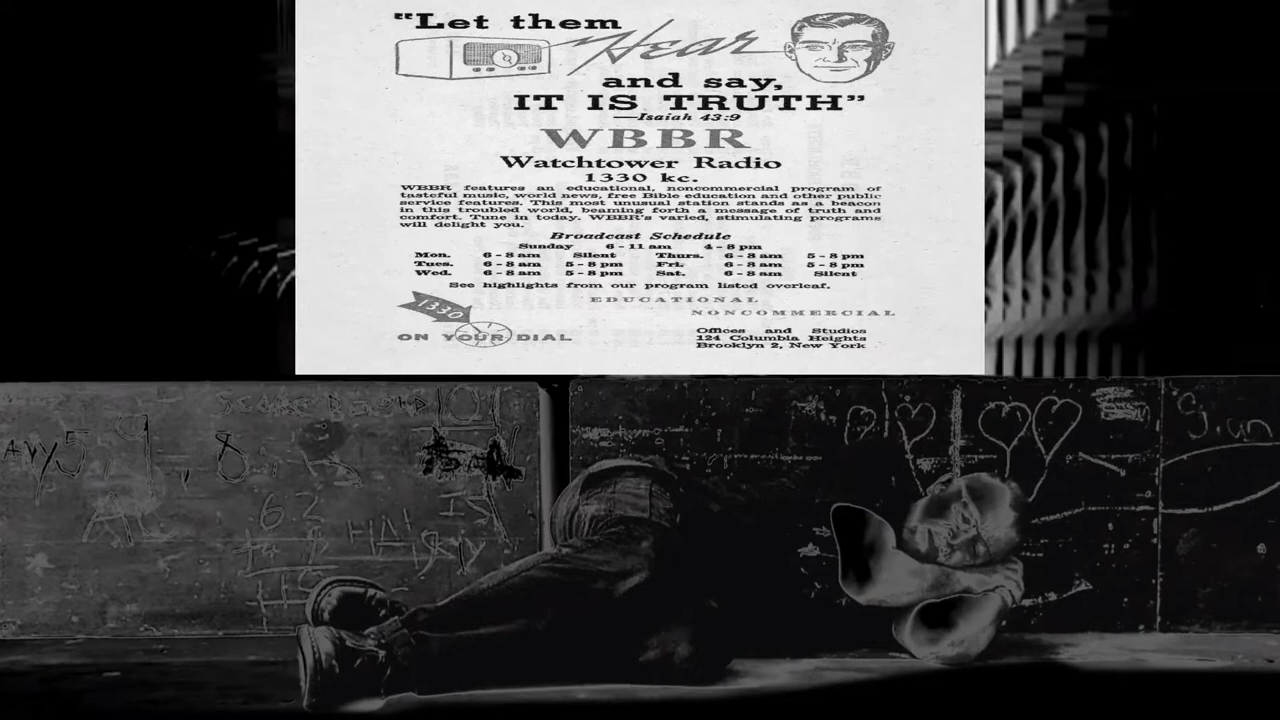 "Let them
Hear
and say,
IT IS TRUTH"
—Isaiah 43:9
WBBR
Watchtower Radio
1330 kc.
WBBR features an educational, noncommercial program of
tasteful music, world news, free Bible education and other public
service features. This most unusual station stands as a beacon
in this troubled world, beaming forth a message of truth and
comfort. Tune in today. WBBR's varied, stimulating programs
will delight you.
Broadcast Schedule
Sunday 6-11 am 4-8 pm
Mon. 6-8 am Silent Thurs. 6-8 am 5-8 pm
Tues. 6-8 am 5-8 pm Fri. 6-8 am 5-8 pm
Wed. 6-8 am 5-8 pm Sat. 6-8 am Silent
See highlights from our program listed overleaf.
EDUCATIONAL
NONCOMMERCIAL
1330
ON YOUR DIAL
Offices and Studios
124 Columbia Heights
Brooklyn 2, New York
62